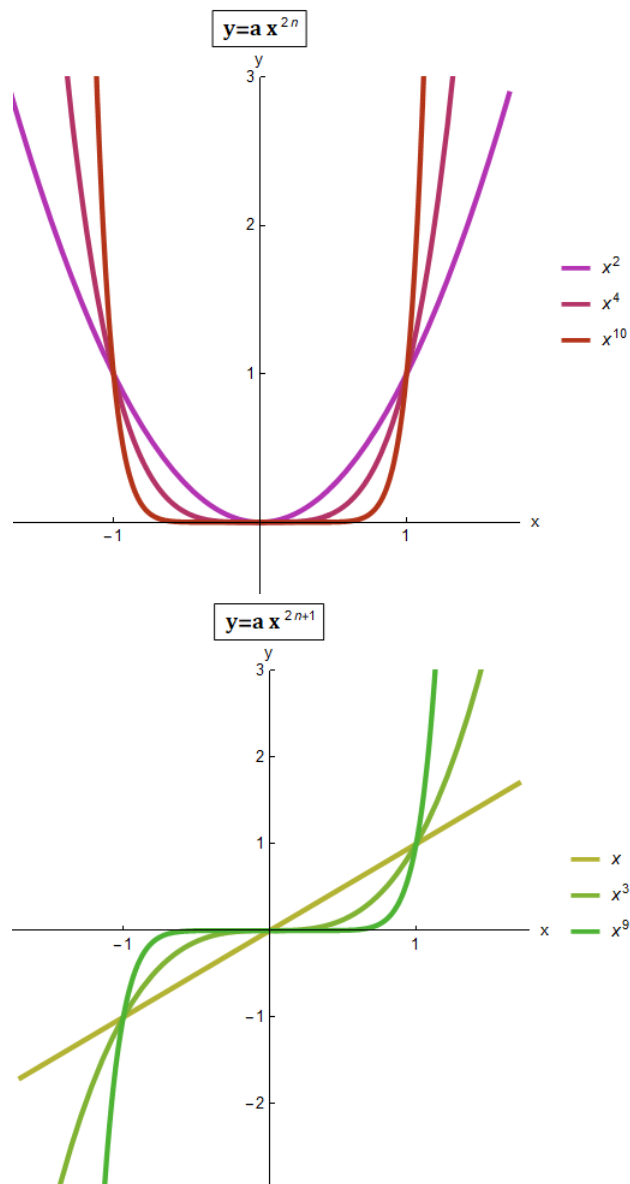 y=a x^{2n}
y
3
2
x^2
x^4
1
x^{10}
−1
1
x
y=a x^{2n+1}
y
3
2
1
x
x^3
−1
1
x
x^9
−1
−2